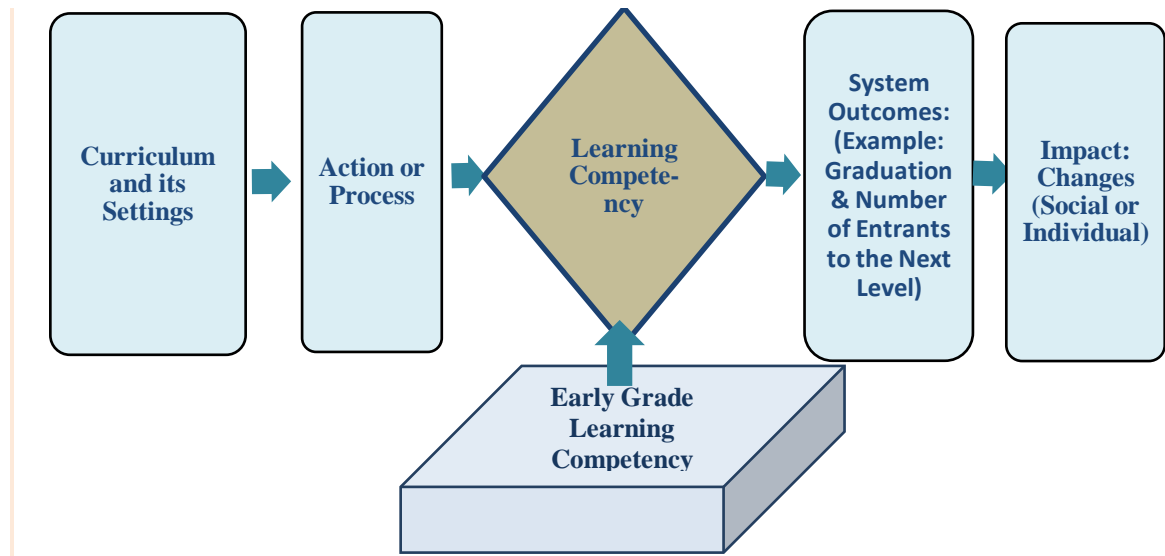 Curriculum
and its
Settings
Action or
Process
Learning
Compete-
ncy
System
Outcomes:
(Example:
Graduation
& Number
of Entrants
to the Next
Level)
Impact:
Changes
(Social or
Individual)
Early Grade
Learning
Competency